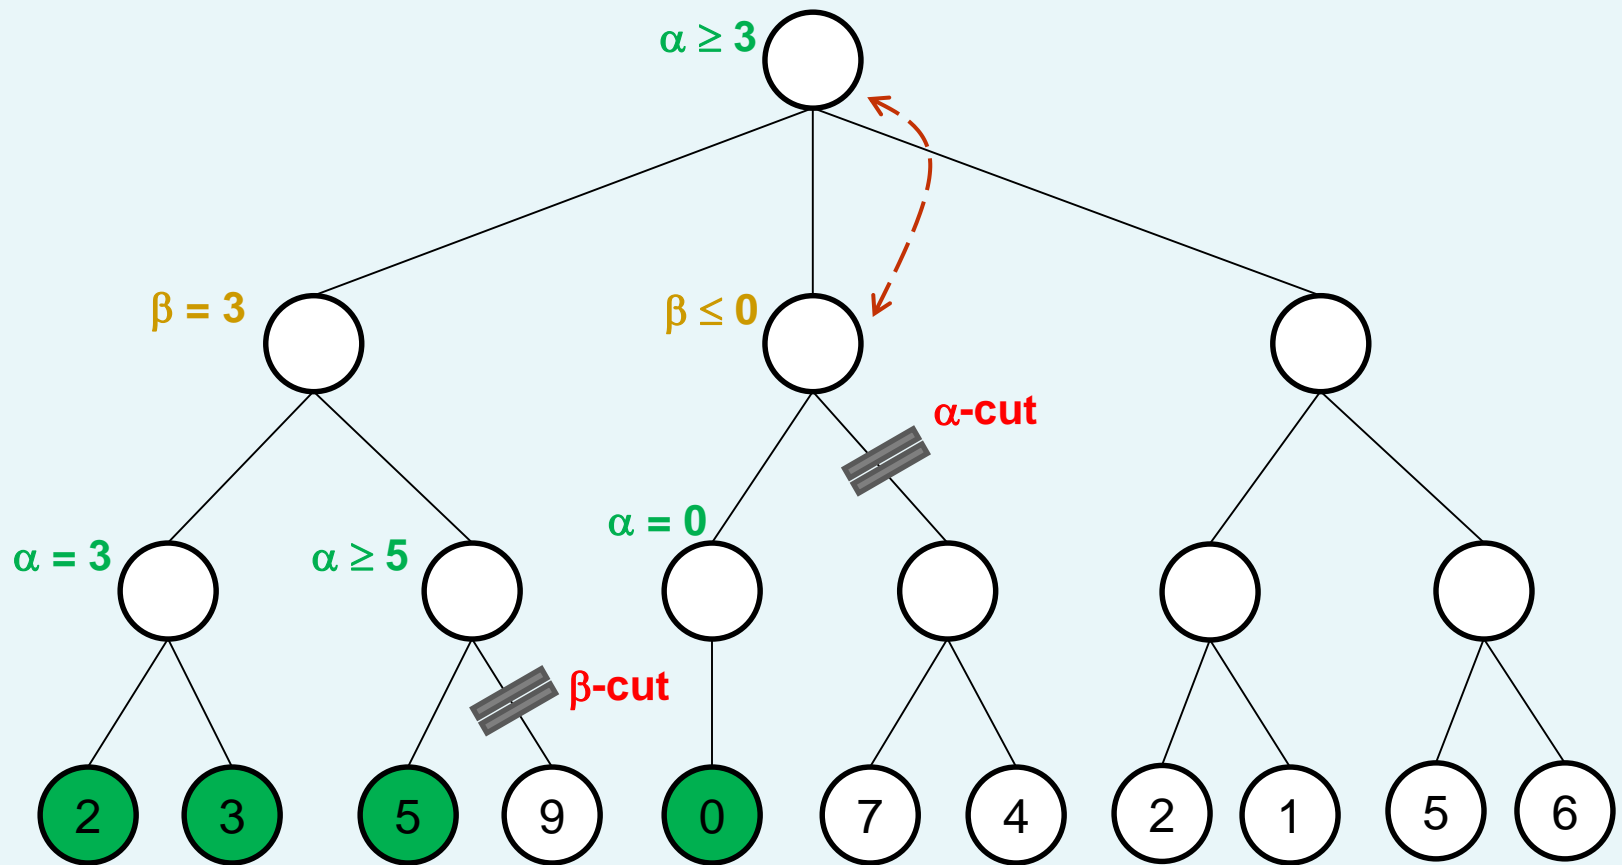 α ≥ 3
β = 3
β ≤ 0
α-cut
α = 3
α ≥ 5
α = 0
β-cut
2 3 5 9 0 7 4 2 1 5 6